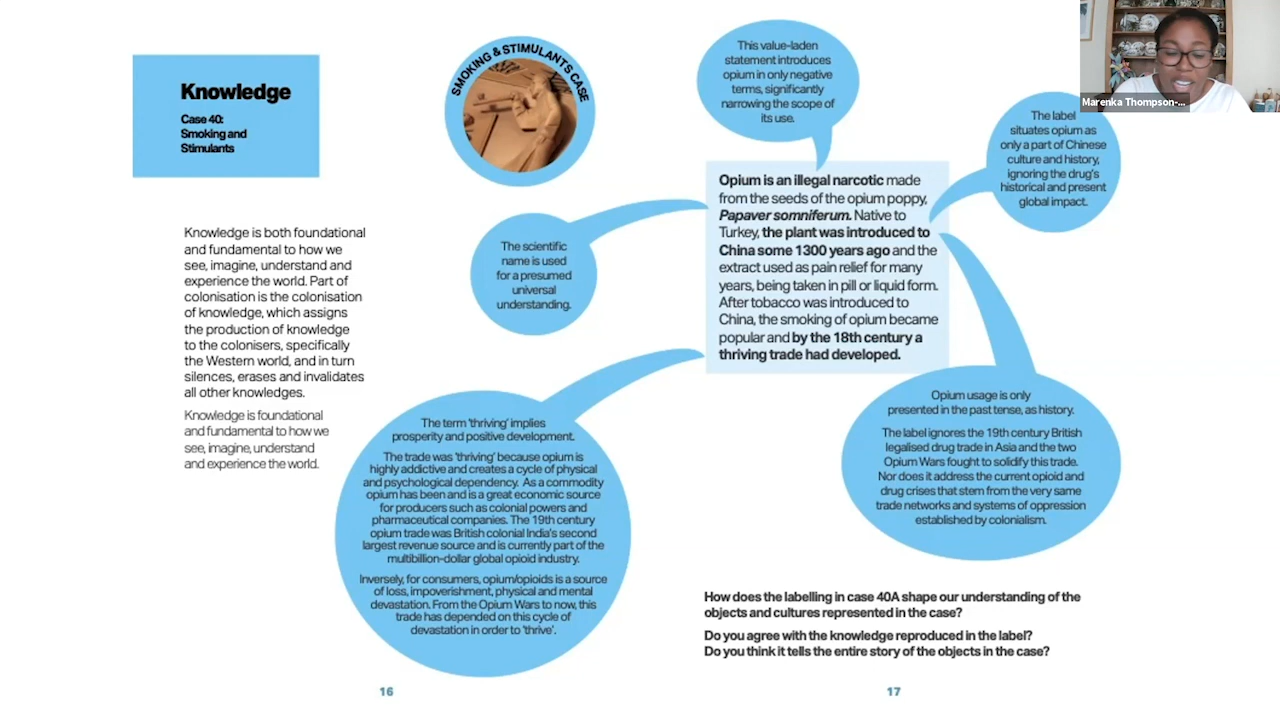 Knowledge
Case 40:
Smoking and
Stimulants
Knowledge is both foundational
and fundamental to how we
see, imagine, understand and
experience the world. Part of
colonisation is the colonisation
of knowledge, which assigns
the production of knowledge
to the colonisers, specifically
the Western world, and in turn
silences, erases and invalidates
all other knowledges.
Knowledge is foundational
and fundamental to how we
see, imagine, understand
and experience the world.
SMOKING & STIMULANTS CASE
The scientific
name is used
for a presumed
universal
understanding.
The term 'thriving' implies
prosperity and positive development.
The trade was 'thriving' because opium is
highly addictive and creates a cycle of physical
and psychological dependency. As a commodity
opium has been and is a great economic source
for producers such as colonial powers and
pharmaceutical companies. The 19th century
opium trade was British colonial India's second
largest revenue source and is currently part of the
multibillion-dollar global opioid industry.
Inversely, for consumers, opium/opioids is a source
of loss, impoverishment, physical and mental
devastation. From the Opium Wars to now, this
trade has depended on this cycle of
devastation in order to 'thrive'.
16
This value-laden
statement introduces
opium in only negative
terms, significantly
narrowing the scope of
its use.
Opium is an illegal narcotic made
from the seeds of the opium poppy,
Papaver somniferum. Native to
Turkey, the plant was introduced to
China some 1300 years ago and the
extract used as pain relief for many
years, being taken in pill or liquid form.
After tobacco was introduced to
China, the smoking of opium became
popular and by the 18th century a
thriving trade had developed.
Marenka Thompson-...
The label
situates opium as
only a part of Chinese
culture and history,
ignoring the drug's
historical and present
global impact.
Opium usage is only
presented in the past tense, as history.
The label ignores the 19th century British
legalised drug trade in Asia and the two
Opium Wars fought to solidify this trade.
Nor does it address the current opioid and
drug crises that stem from the very same
trade networks and systems of oppression
established by colonialism.
How does the labelling in case 40A shape our understanding of the
objects and cultures represented in the case?
Do you agree with the knowledge reproduced in the label?
Do you think it tells the entire story of the objects in the case?
17